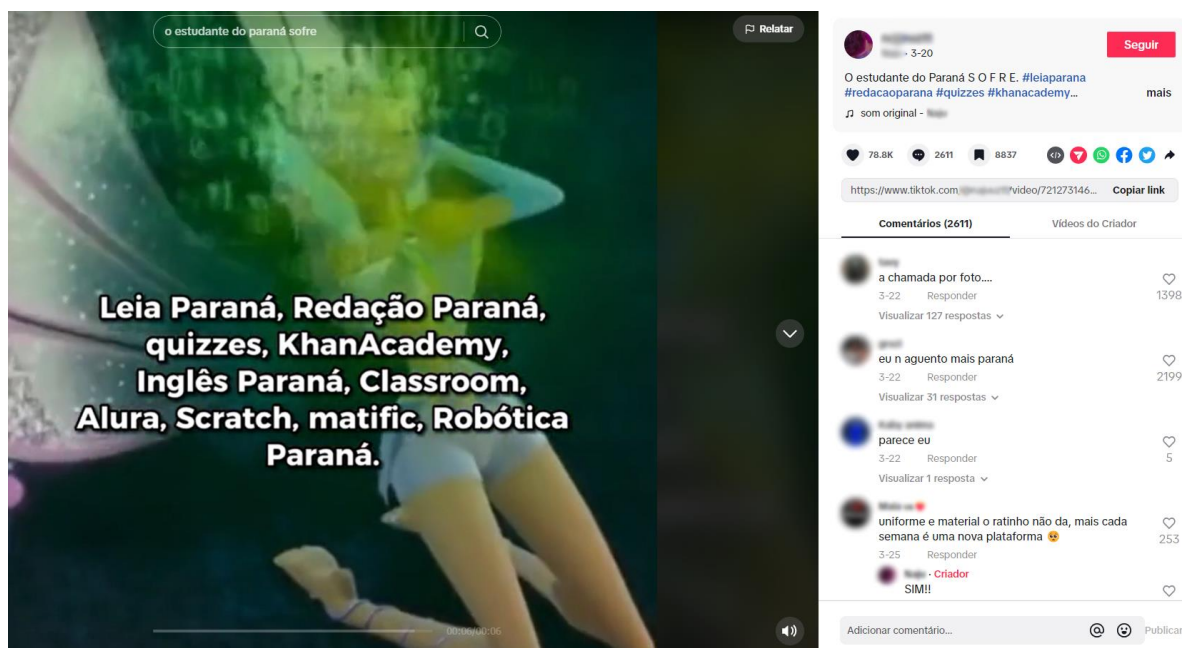 o estudante do paraná sofre
Relatar
Leia Paraná, Redação Paraná,
quizzes, KhanAcademy,
Inglês Paraná, Classroom,
Alura, Scratch, matific, Robótica
Paraná.
00:06/00:06
· 3-20
Seguir
O estudante do Paraná S O F R E. #leiaparana
#redacaoparana #quizzes #khanacademy... mais
som original -
78.8K 2611 8837
https://www.tiktok.com video/721273146... Copiar link
Comentários (2611) Vídeos do Criador
a chamada por foto....
3-22 Responder 1398
Visualizar 127 respostas
eu n aguento mais paraná
3-22 Responder 2199
Visualizar 31 respostas
parece eu
3-22 Responder 5
Visualizar 1 resposta
uniforme e material o ratinho não da, mais cada
semana é uma nova plataforma 🥺 253
3-25 Responder
· Criador
SIM!!
Adicionar comentário... Publicar